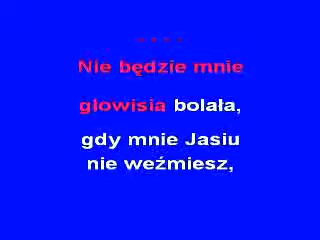 . . . .
Nie będzie mnie
głowisia bolała,
gdy mnie Jasiu
nie weźmiesz,